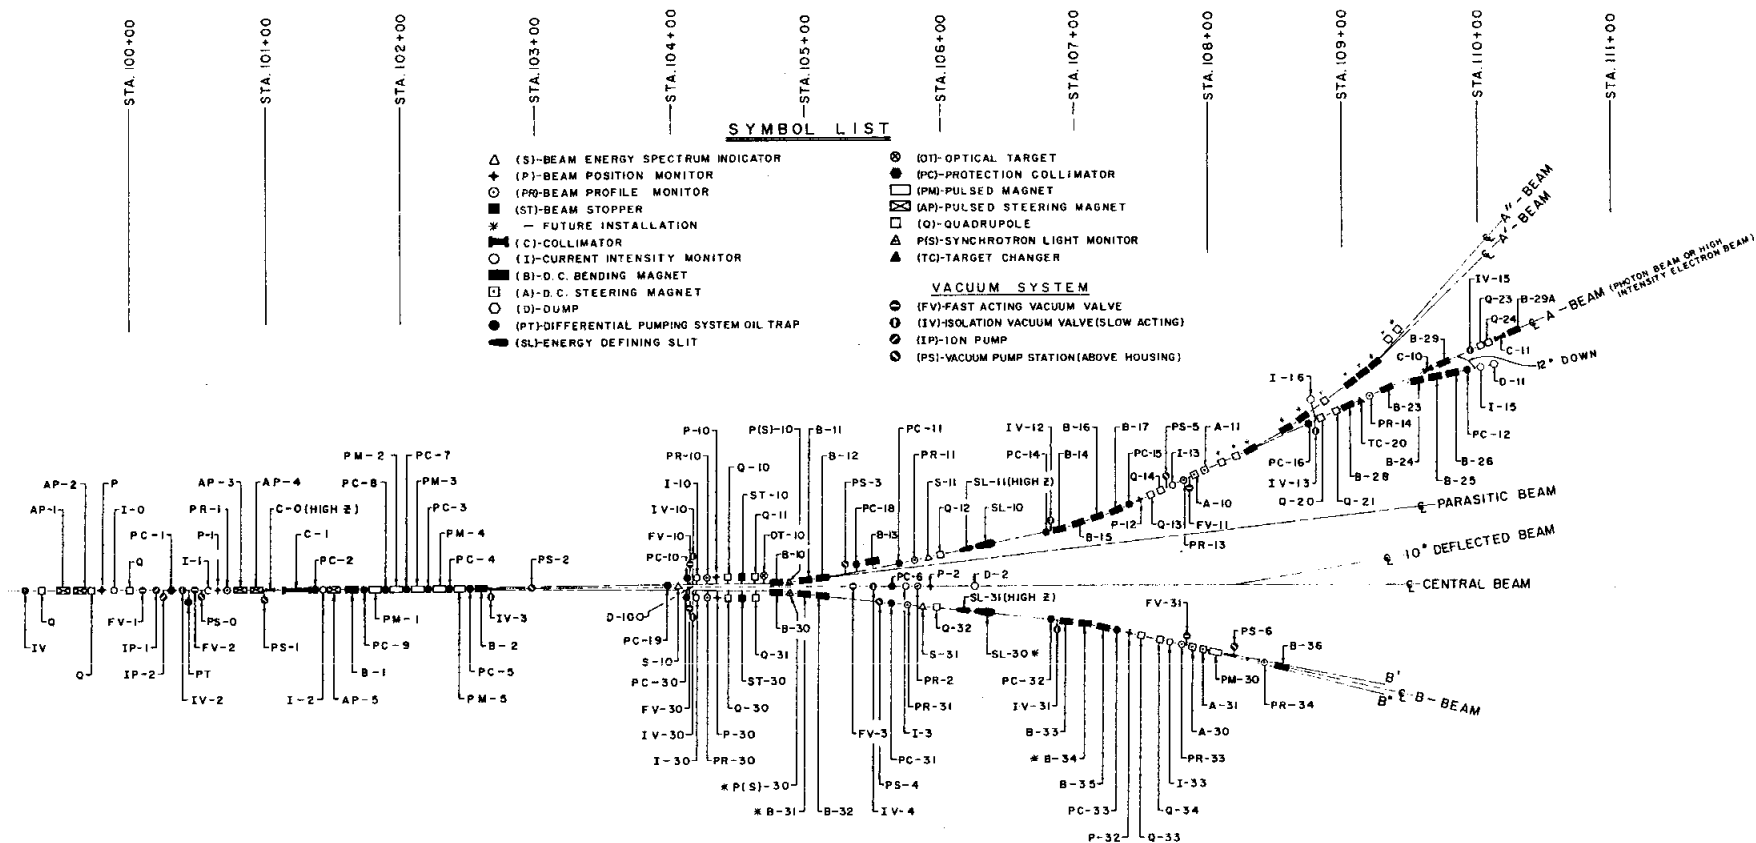 STA.100+00
STA.101+00
STA.102+00
STA.103+00
STA.104+00
STA.105+00
STA.106+00
STA.107+00
STA.108+00
STA.109+00
STA.110+00
STA.111+00
SYMBOL LIST
(S)-BEAM ENERGY SPECTRUM INDICATOR
(P)-BEAM POSITION MONITOR
(PR)-BEAM PROFILE MONITOR
(ST)-BEAM STOPPER
* - FUTURE INSTALLATION
(C)-COLLIMATOR
(I)-CURRENT INTENSITY MONITOR
(B)-D.C. BENDING MAGNET
(A)-D.C. STEERING MAGNET
(D)-DUMP
(PT)-DIFFERENTIAL PUMPING SYSTEM OIL TRAP
(SL)-ENERGY DEFINING SLIT
(OT)-OPTICAL TARGET
(PC)-PROTECTION COLLIMATOR
(PM)-PULSED MAGNET
(AP)-PULSED STEERING MAGNET
(Q)-QUADRUPOLE
P(S)-SYNCHROTRON LIGHT MONITOR
(TC)-TARGET CHANGER
VACUUM SYSTEM
(FV)-FAST ACTING VACUUM VALVE
(IV)-ISOLATION VACUUM VALVE(SLOW ACTING)
(IP)-ION PUMP
(PS)-VACUUM PUMP STATION(ABOVE HOUSING)
℄ A"-BEAM
℄ A'-BEAM
℄ A-BEAM (PHOTON BEAM OR HIGH
INTENSITY ELECTRON BEAM)
IV-15
Q-23
B-29A
Q-24
C-11
12° DOWN
D-11
I-15
PC-12
B-29
C-10
B-23
PR-14
TC-20
B-24
B-26
B-28
B-25
I-16
PC-16
IV-13
Q-20
Q-21
℄ PARASITIC BEAM
℄ 10° DEFLECTED BEAM
℄ CENTRAL BEAM
IV-12
B-16
B-17
PS-5
A-11
PC-14
B-14
PC-15
I-13
Q-14
A-10
P-12
Q-13
FV-11
B-15
PR-13
P-10
P(S)-10
B-11
PC-11
PR-10
Q-10
B-12
PR-11
I-10
ST-10
PS-3
S-11
SL-11(HIGH Z)
IV-10
Q-11
PC-18
Q-12
SL-10
FV-10
OT-10
B-13
PC-10
B-10
PM-2
PC-7
PC-8
PM-3
AP-2
P
AP-3
AP-4
PC-3
AP-1
I-0
PR-1
C-0(HIGH Z)
PM-4
PC-1
Q
P-1
C-1
PC-2
PC-4
PS-2
I-1
IV
Q
FV-1
PS-0
IP-1
FV-2
PS-1
PC-9
PM-1
IV-3
B-2
Q
IP-2
PT
B-1
PC-5
IV-2
I-2
AP-5
PM-5
D-10
PC-19
S-10
PC-30
FV-30
IV-30
I-30
B-30
Q-31
ST-30
Q-30
P-30
PR-30
*P(S)-30
*B-31
B-32
PC-6
P-2
D-2
SL-31(HIGH Z)
Q-32
S-31
SL-30*
PR-2
PR-31
FV-3
I-3
PC-31
PS-4
IV-4
FV-31
PS-6
B-36
PC-32
PM-30
IV-31
A-31
PR-34
B-33
A-30
*B-34
PR-33
B-35
I-33
PC-33
Q-34
P-32
Q-33
B'
℄ B-BEAM
B"